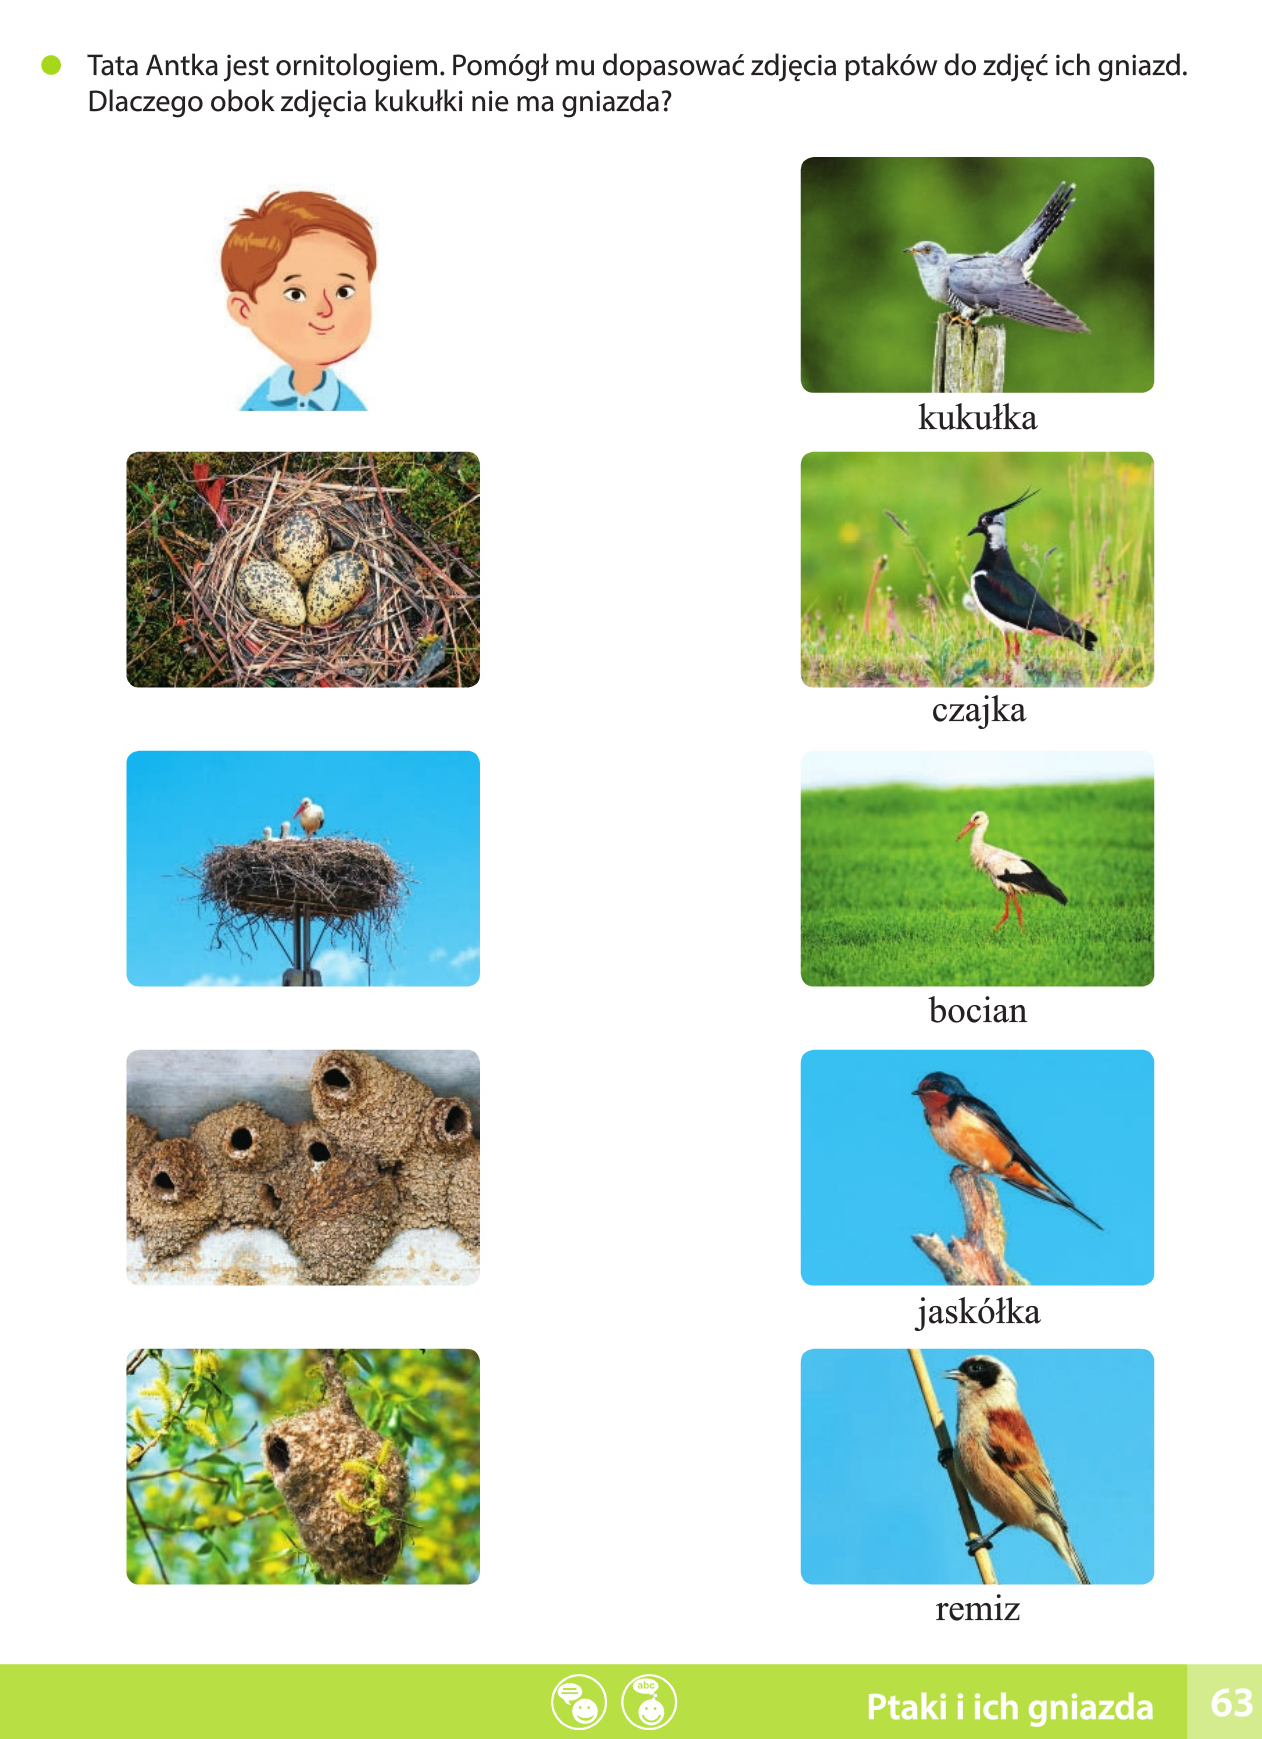 Tata Antka jest ornitologiem. Pomógł mu dopasować zdjęcia ptaków do zdjęć ich gniazd.
Dlaczego obok zdjęcia kukułki nie ma gniazda?
kukułka
czajka
bocian
jaskółka
remiz
abc
Ptaki i ich gniazda
63